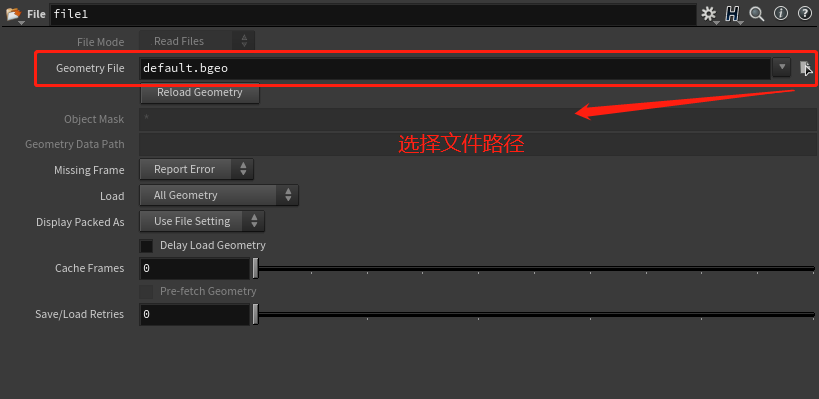 File file1
File Mode Read Files
Geometry File default.bgeo
Reload Geometry
Object Mask *
Geometry Data Path
选择文件路径
Missing Frame Report Error
Load All Geometry
Display Packed As Use File Setting
Delay Load Geometry
Cache Frames 0
Pre-fetch Geometry
Save/Load Retries 0